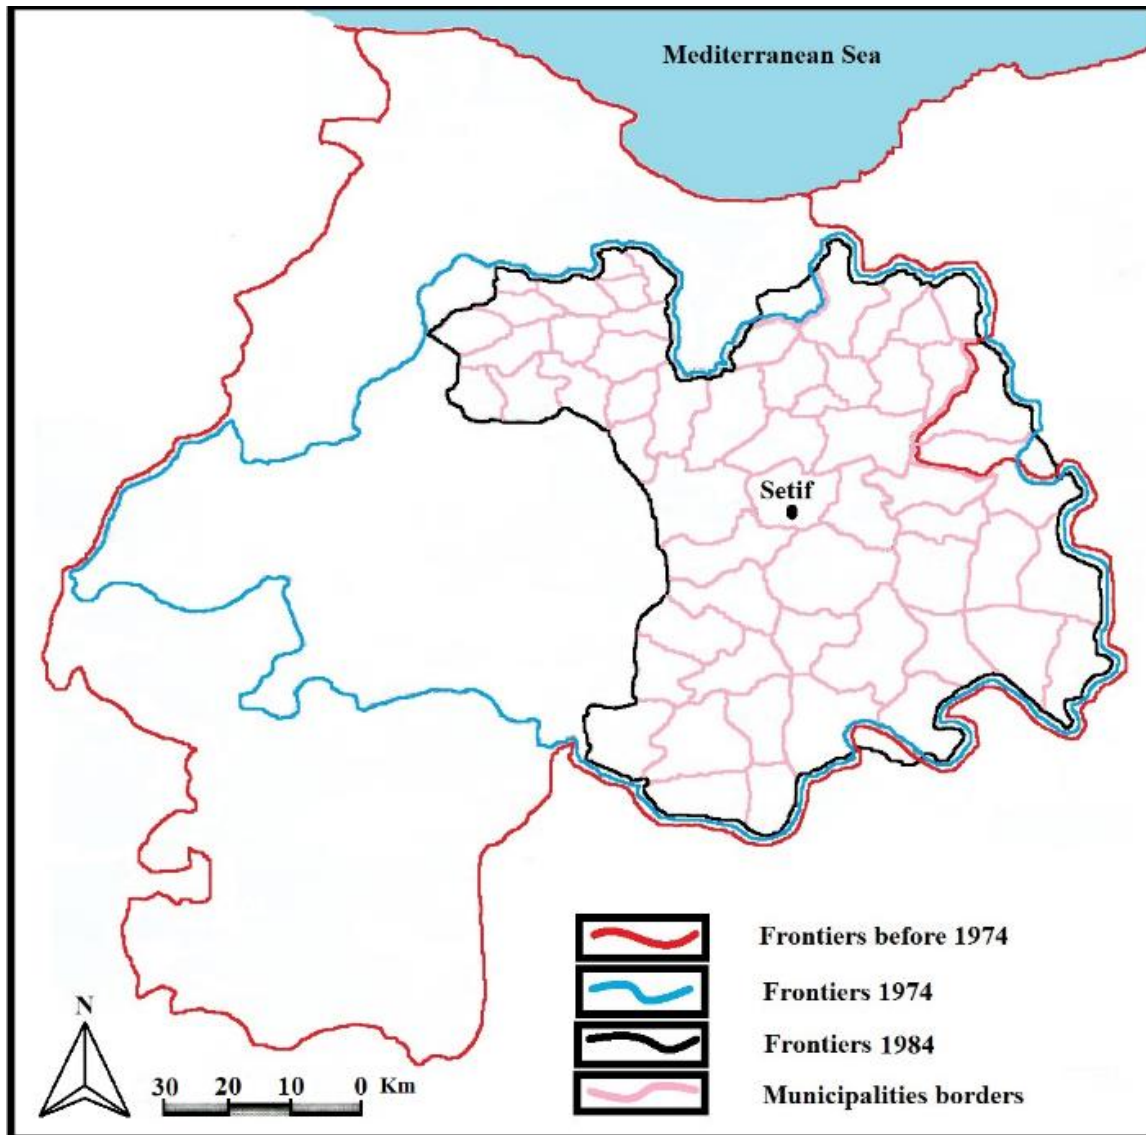 Mediterranean Sea
Setif
Frontiers before 1974
Frontiers 1974
Frontiers 1984
Municipalities borders
N
30 20 10 0 Km